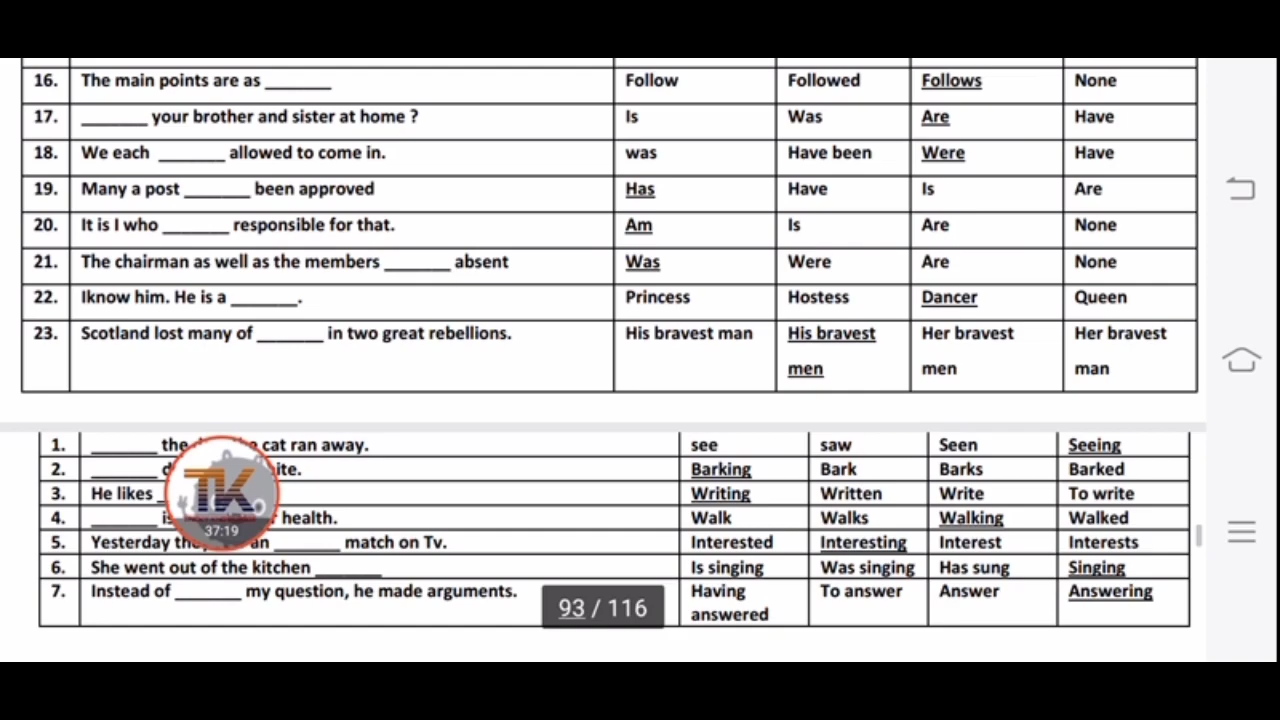 16. The main points are as _______ Follow Followed Follows None
17. _______ your brother and sister at home ? Is Was Are Have
18. We each _______ allowed to come in. was Have been Were Have
19. Many a post _______ been approved Has Have Is Are
20. It is I who _______ responsible for that. Am Is Are None
21. The chairman as well as the members _______ absent Was Were Are None
22. Iknow him. He is a _______. Princess Hostess Dancer Queen
23. Scotland lost many of _______ in two great rebellions. His bravest man His bravest Her bravest Her bravest
men men man
1. _______ the cat ran away. see saw Seen Seeing
2. _______ Barking Bark Barks Barked
3. He likes Writing Written Write To write
4. _______ health. Walk Walks Walking Walked
5. Yesterday an _______ match on Tv. Interested Interesting Interest Interests
6. She went out of the kitchen _______ Is singing Was singing Has sung Singing
7. Instead of _______ my question, he made arguments. Having To answer Answer Answering
answered
TK
37:19
93 / 116